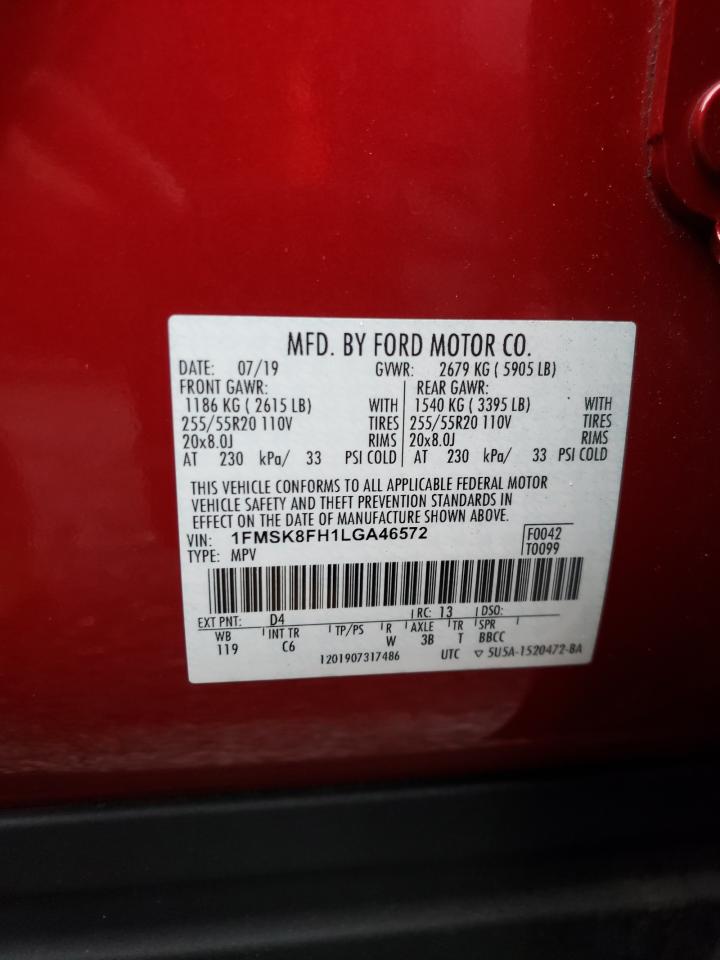 MFD. BY FORD MOTOR CO.
DATE: 07/19 GVWR: 2679 KG ( 5905 LB)
FRONT GAWR: REAR GAWR:
1186 KG ( 2615 LB) WITH 1540 KG ( 3395 LB) WITH
255/55R20 110V TIRES 255/55R20 110V TIRES
20x8.0J RIMS 20x8.0J RIMS
AT 230 kPa/ 33 PSI COLD AT 230 kPa/ 33 PSI COLD
THIS VEHICLE CONFORMS TO ALL APPLICABLE FEDERAL MOTOR
VEHICLE SAFETY AND THEFT PREVENTION STANDARDS IN
EFFECT ON THE DATE OF MANUFACTURE SHOWN ABOVE.
VIN: 1FMSK8FH1LGA46572 F0042
TYPE: MPV T0099
EXT PNT: D4 RC: 13 DSO:
WB INT TR TP/PS R AXLE TR SPR
119 C6 W 3B T BBCC
1201907317486 UTC ▽ 5U5A-1520472-BA